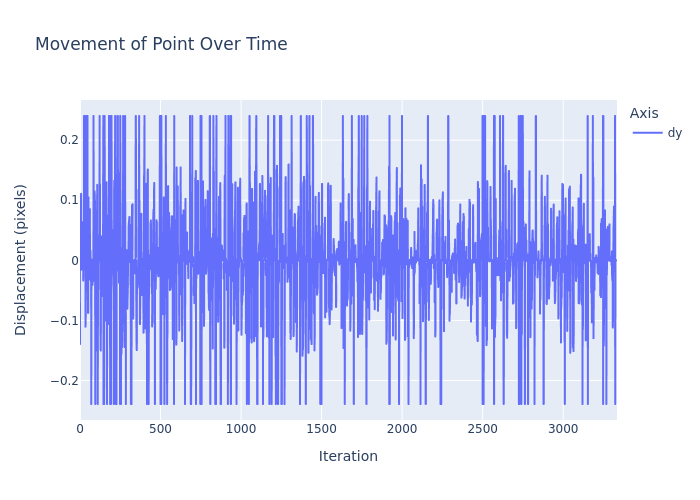 Movement of Point Over Time
Axis
dy
Displacement (pixels)
0.2
0.1
0
−0.1
−0.2
0 500 1000 1500 2000 2500 3000
Iteration